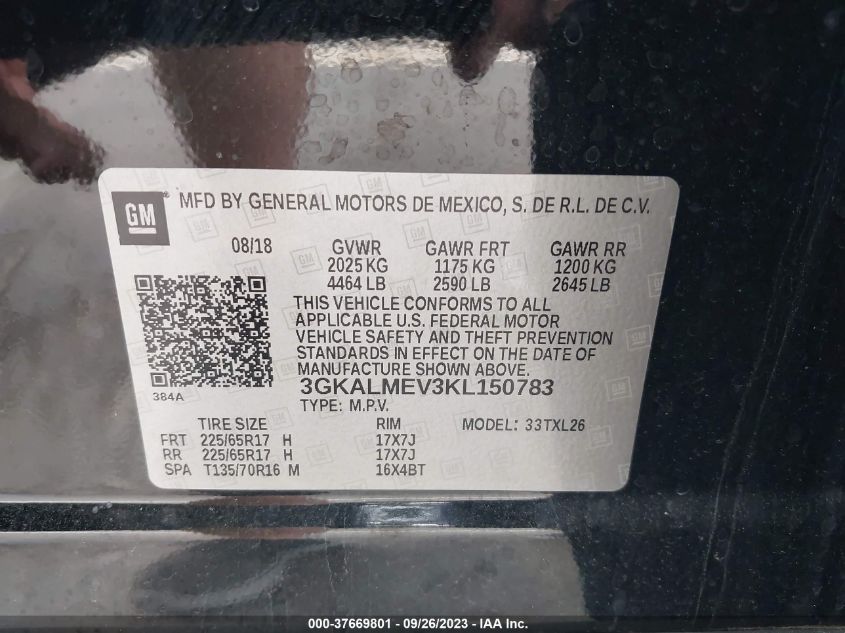 GM ® MFD BY GENERAL MOTORS DE MEXICO, S. DE R.L. DE C.V.
08/18 GVWR GAWR FRT GAWR RR
2025 KG 1175 KG 1200 KG
4464 LB 2590 LB 2645 LB
THIS VEHICLE CONFORMS TO ALL
APPLICABLE U.S. FEDERAL MOTOR
VEHICLE SAFETY AND THEFT PREVENTION
STANDARDS IN EFFECT ON THE DATE OF
MANUFACTURE SHOWN ABOVE.
384A
3GKALMEV3KL150783
TYPE: M.P.V.
TIRE SIZE RIM MODEL: 33TXL26
FRT 225/65R17 H 17X7J
RR 225/65R17 H 17X7J
SPA T135/70R16 M 16X4BT
000-37669801 - 09/26/2023 - IAA Inc.